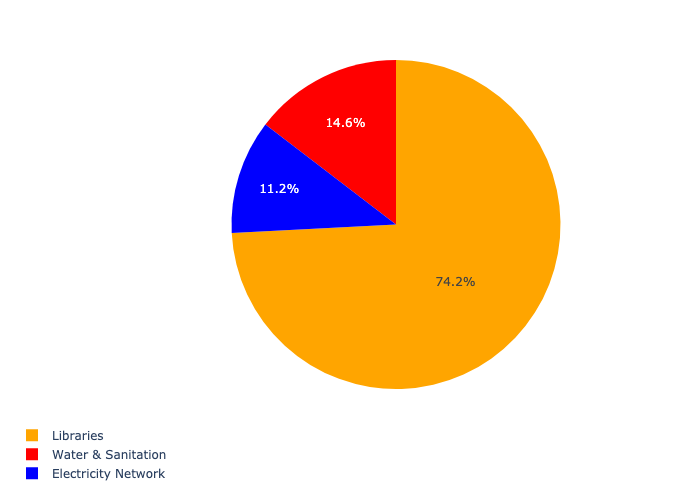 14.6%
11.2%
74.2%
Libraries
Water & Sanitation
Electricity Network